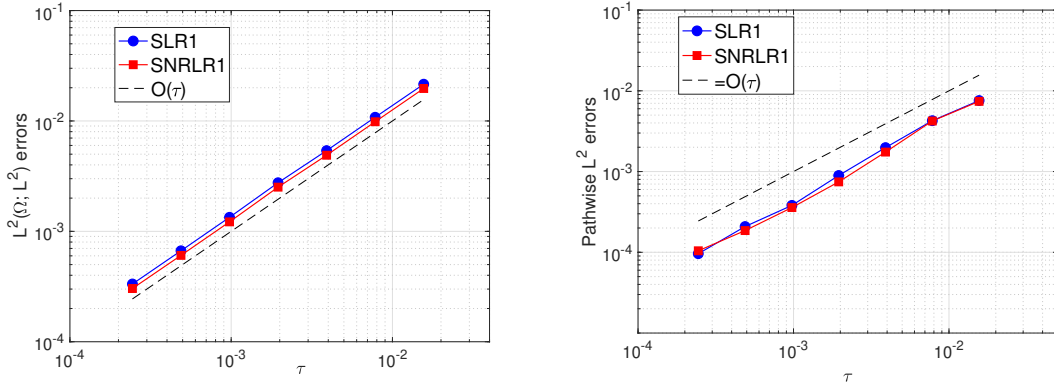 SLR1
SNRLR1
O(τ)
10^-1
10^-2
10^-3
10^-4
L^2(Ω; L^2) errors
10^-4
10^-3
10^-2
τ
SLR1
SNRLR1
=O(τ)
10^-1
10^-2
10^-3
10^-4
Pathwise L^2 errors
10^-4
10^-3
10^-2
τ